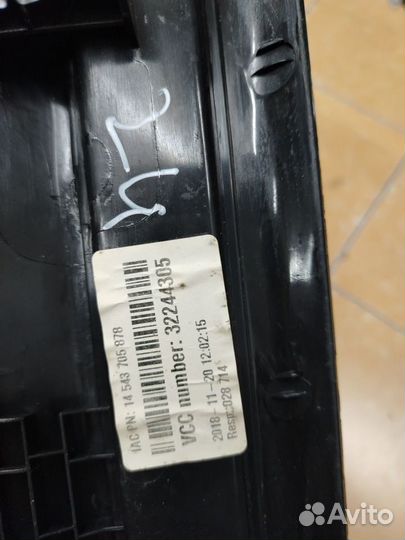 24
IAC PN: 14 543 705 878
VCC number: 32244305
2018-11-20 12:02:15
Resp.:028 714
Avito